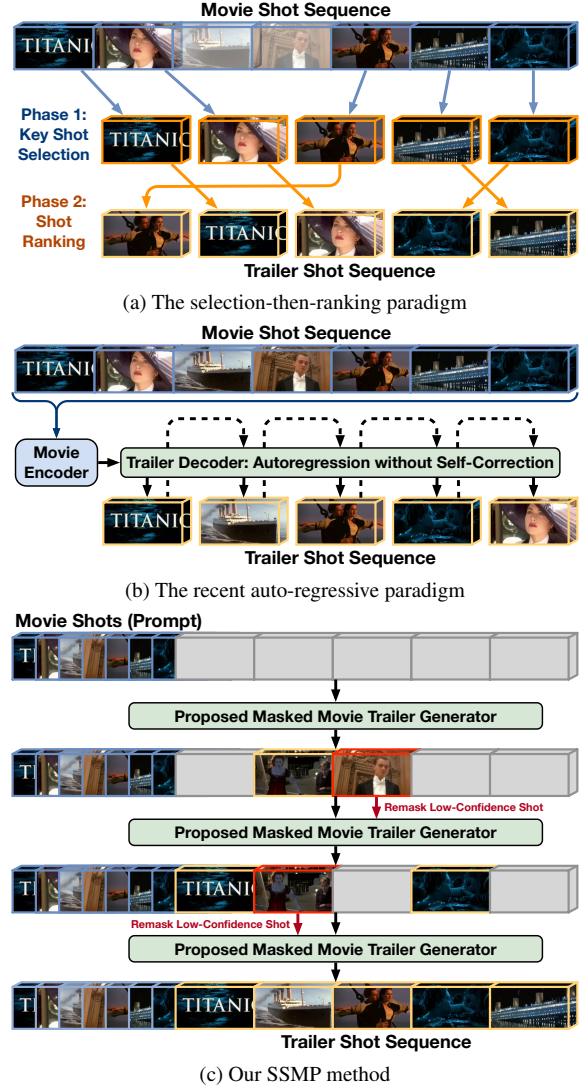 Movie Shot Sequence
TITANIC
Phase 1:
Key Shot
Selection
TITANIC
Phase 2:
Shot
Ranking
TITANIC
Trailer Shot Sequence
(a) The selection-then-ranking paradigm
Movie Shot Sequence
TITANIC
Movie
Encoder
Trailer Decoder: Autoregression without Self-Correction
TITANIC
Trailer Shot Sequence
(b) The recent auto-regressive paradigm
Movie Shots (Prompt)
Proposed Masked Movie Trailer Generator
Remask Low-Confidence Shot
Proposed Masked Movie Trailer Generator
TITANIC
Remask Low-Confidence Shot
Proposed Masked Movie Trailer Generator
TITANIC
Trailer Shot Sequence
(c) Our SSMP method